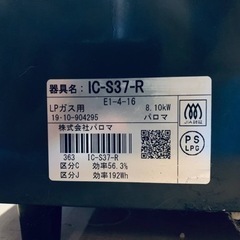 器具名：IC-S37-R
E1-4-16
LPガス用 8.10kW
19-10-904295 パロマ
株式会社パロマ
363 IC-S37-R
区分C 効率56.3%
区分J 効率192Wh
JIA
PS
LPG